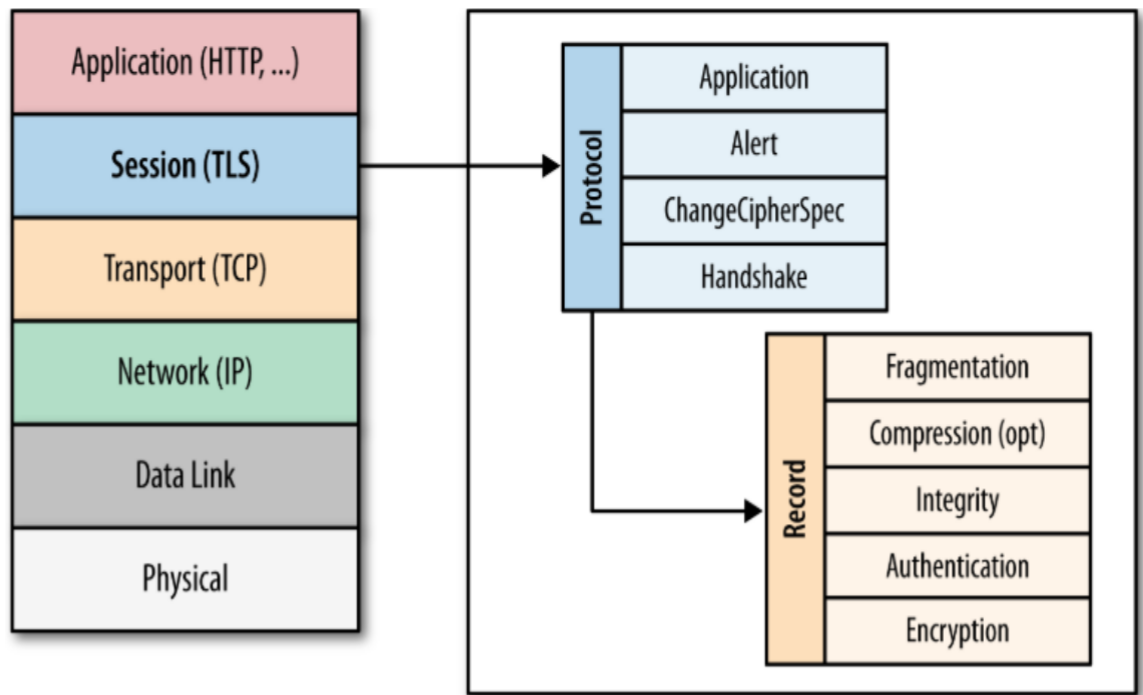 Application (HTTP, ...)
Session (TLS)
Transport (TCP)
Network (IP)
Data Link
Physical
Protocol
Application
Alert
ChangeCipherSpec
Handshake
Record
Fragmentation
Compression (opt)
Integrity
Authentication
Encryption